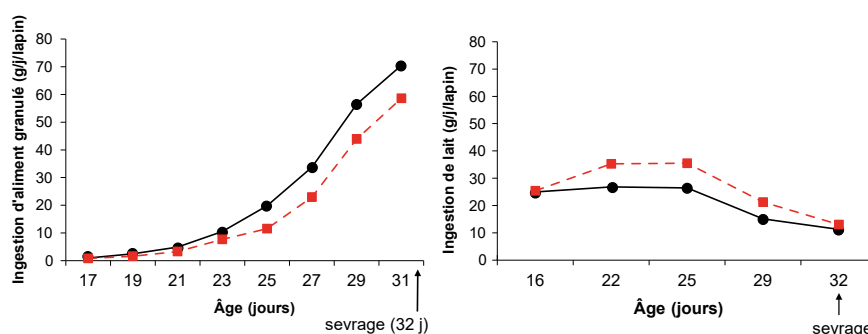 Ingestion d'aliment granulé (g/j/lapin)
80
70
60
50
40
30
20
10
0
17 19 21 23 25 27 29 31
Âge (jours)
sevrage (32 j)
Ingestion de lait (g/j/lapin)
80
70
60
50
40
30
20
10
0
16 22 25 29 32
Âge (jours)
sevrage